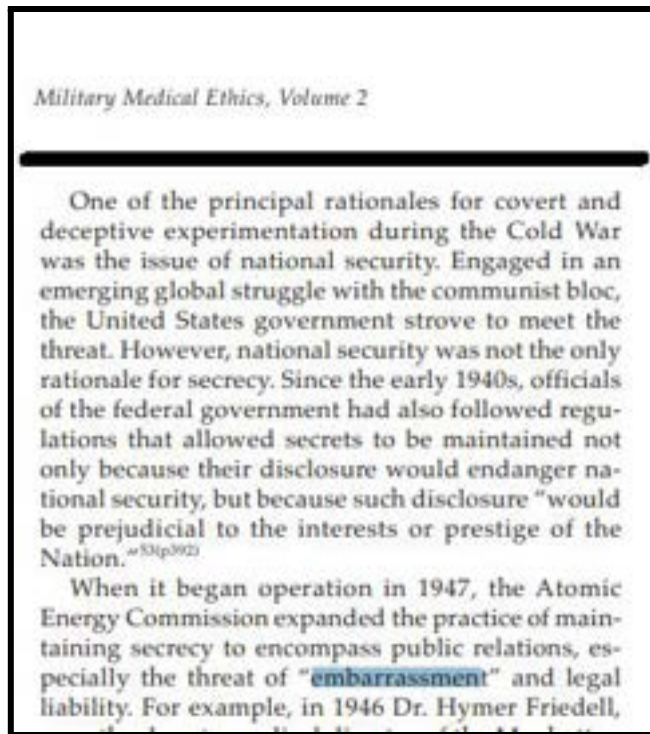 Military Medical Ethics, Volume 2
One of the principal rationales for covert and
deceptive experimentation during the Cold War
was the issue of national security. Engaged in an
emerging global struggle with the communist bloc,
the United States government strove to meet the
threat. However, national security was not the only
rationale for secrecy. Since the early 1940s, officials
of the federal government had also followed regu-
lations that allowed secrets to be maintained not
only because their disclosure would endanger na-
tional security, but because such disclosure "would
be prejudicial to the interests or prestige of the
Nation."53(p392)
When it began operation in 1947, the Atomic
Energy Commission expanded the practice of main-
taining secrecy to encompass public relations, es-
pecially the threat of "embarrassment" and legal
liability. For example, in 1946 Dr. Hymer Friedell,